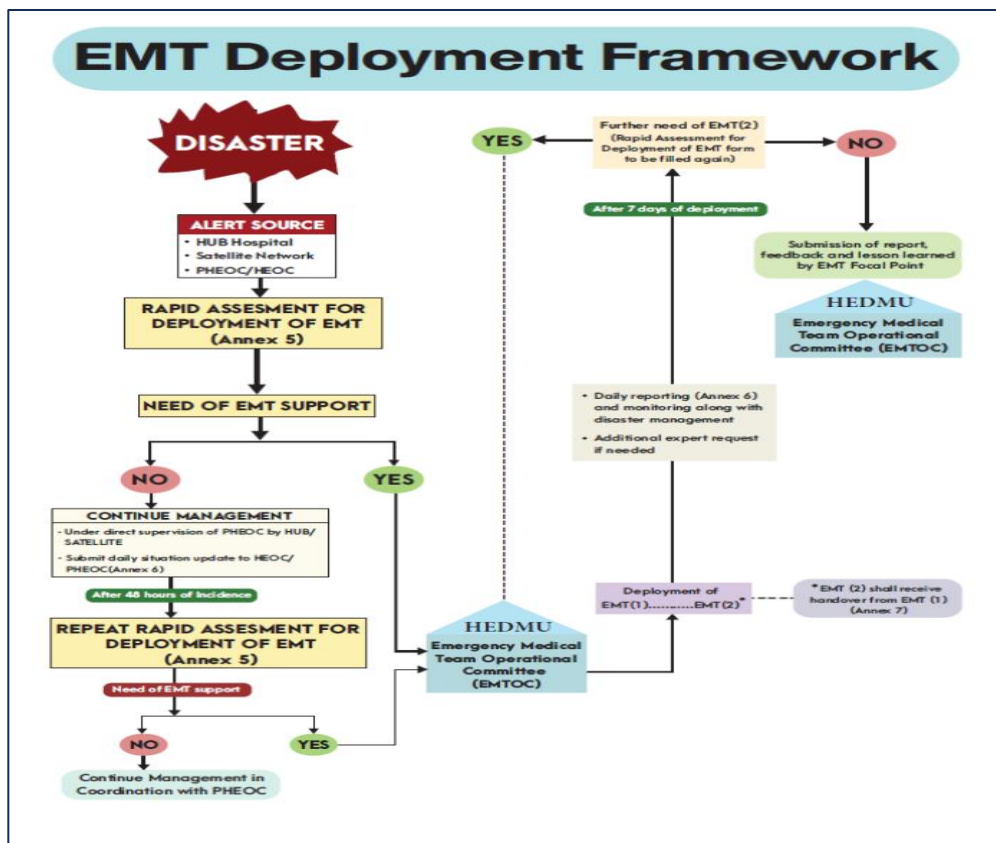 EMT Deployment Framework
DISASTER
ALERT SOURCE
• HUB Hospital
• Satellite Network
• PHEOC/HEOC
RAPID ASSESMENT FOR
DEPLOYMENT OF EMT
(Annex 5)
NEED OF EMT SUPPORT
NO
YES
CONTINUE MANAGEMENT
- Under direct supervision of PHEOC by HUB/
SATELLITE
- Submit daily situation update to HEOC/
PHEOC(Annex 6)
After 48 hours of Incidence
REPEAT RAPID ASSESMENT FOR
DEPLOYMENT OF EMT
(Annex 5)
Need of EMT support
NO
YES
Continue Management in
Coordination with PHEOC
HEDMU
Emergency Medical
Team Operational
Committee
(EMTOC)
Deployment of
EMT(1)...........EMT(2)*
*EMT (2) shall receive
handover from EMT (1)
(Annex 7)
• Daily reporting (Annex 6)
and monitoring along with
disaster management
• Additional expert request
if needed
After 7 days of deployment
Further need of EMT(2)
(Rapid Assessment for
Deployment of EMT form
to be filled again)
YES
NO
Submission of report,
feedback and lesson learned
by EMT Focal Point
HEDMU
Emergency Medical
Team Operational
Committee (EMTOC)